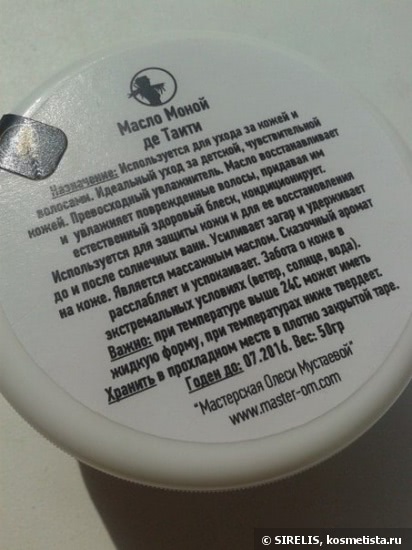 Масло Моной
де Таити
Назначение: Используется для ухода за кожей и
волосами. Идеальный уход за детской, чувствительной
кожей. Превосходный увлажнитель. Масло восстанавливает
и увлажняет поврежденные волосы, придавая им
естественный здоровый блеск, кондиционирует.
Используется для защиты кожи и для ее восстановления
до и после солнечных ванн. Усиливает загар и удерживает
на коже. Является массажным маслом. Сказочный аромат
расслабляет и успокаивает. Забота о коже в
экстремальных условиях (ветер, солнце, вода).
Важно: при температуре выше 24С может иметь
жидкую форму, при температурах ниже твердеет.
Хранить в прохладном месте в плотно закрытой таре.
Годен до: 07.2016. Вес: 50гр
"Мастерская Олеси Мустаевой"
www.master-om.com
© SIRELIS, kosmetista.ru